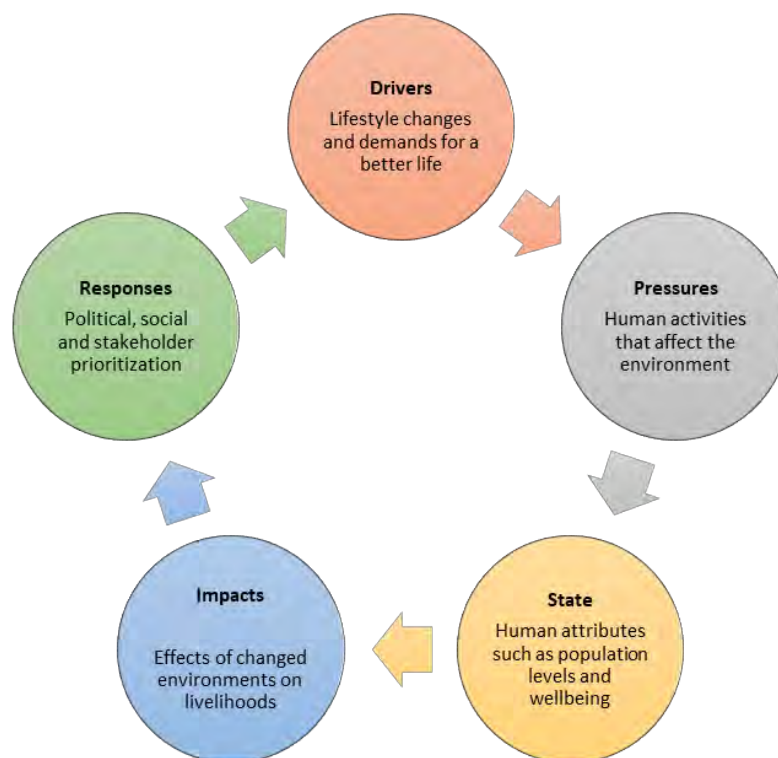 Drivers
Lifestyle changes
and demands for a
better life
Pressures
Human activities
that affect the
environment
State
Human attributes
such as population
levels and
wellbeing
Impacts
Effects of changed
environments on
livelihoods
Responses
Political, social
and stakeholder
prioritization